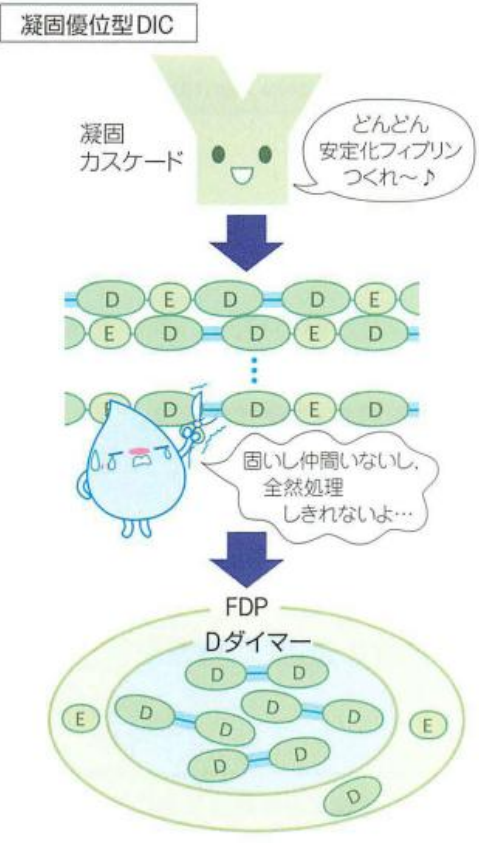 凝固優位型DIC
凝固
カスケード
どんどん
安定化フィブリン
つくれ〜♪
D E D D E
E D D E D
D D E D
固いし仲間いないし,
全然処理
しきれないよ…
FDP
Dダイマー
D D
E D D D D E
D D
D